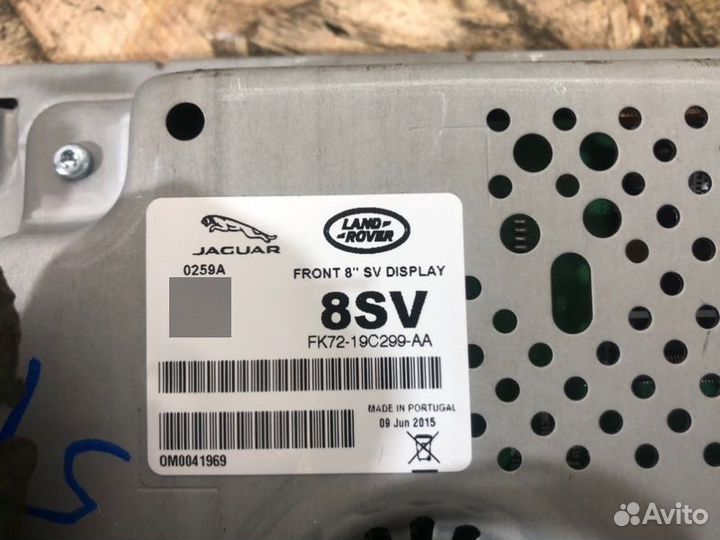 JAGUAR
LAND
ROVER
0259A
FRONT 8" SV DISPLAY
8SV
FK72-19C299-AA
MADE IN PORTUGAL
09 Jun 2015
0M0041969
Avito